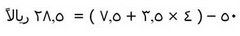 ٥٠ − ( ٤ × ٣,٥ + ٧,٥ ) = ٢٨,٥ ريالاً